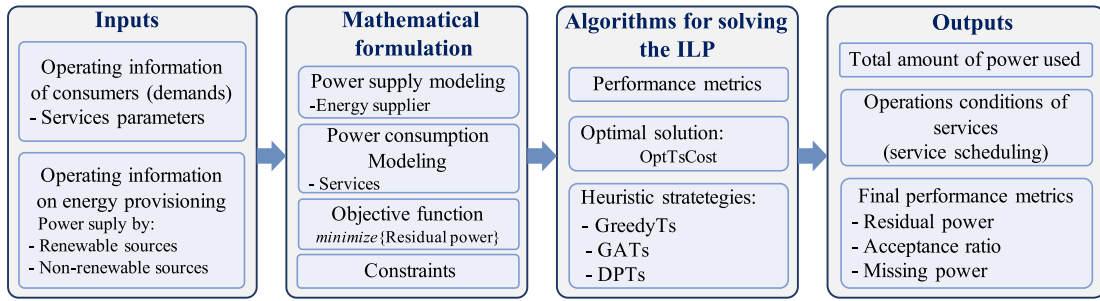 Inputs
Operating information
of consumers (demands)
- Services parameters
Operating information
on energy provisioning
Power suply by:
- Renewable sources
- Non-renewable sources
Mathematical
formulation
Power supply modeling
-Energy supplier
Power consumption
Modeling
- Services
Objective function
minimize{Residual power}
Constraints
Algorithms for solving
the ILP
Performance metrics
Optimal solution:
OptTsCost
Heuristic stratetegies:
- GreedyTs
- GATs
- DPTs
Outputs
Total amount of power used
Operations conditions of
services
(service scheduling)
Final performance metrics
- Residual power
- Acceptance ratio
- Missing power